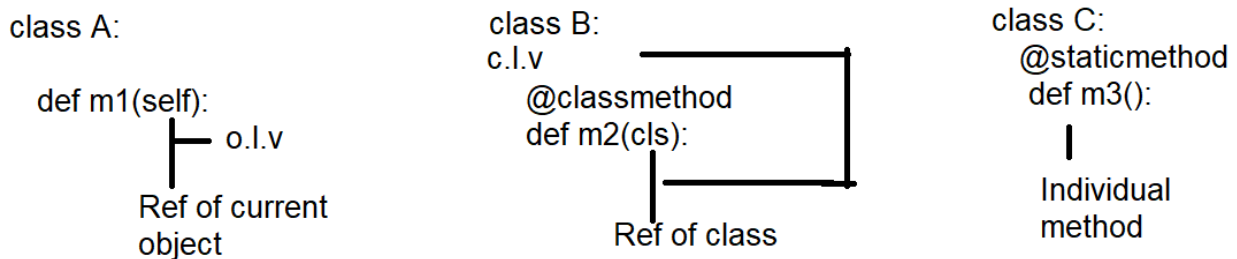 class A:
def m1(self):
o.l.v
Ref of current
object
class B:
c.l.v
@classmethod
def m2(cls):
Ref of class
class C:
@staticmethod
def m3():
Individual
method